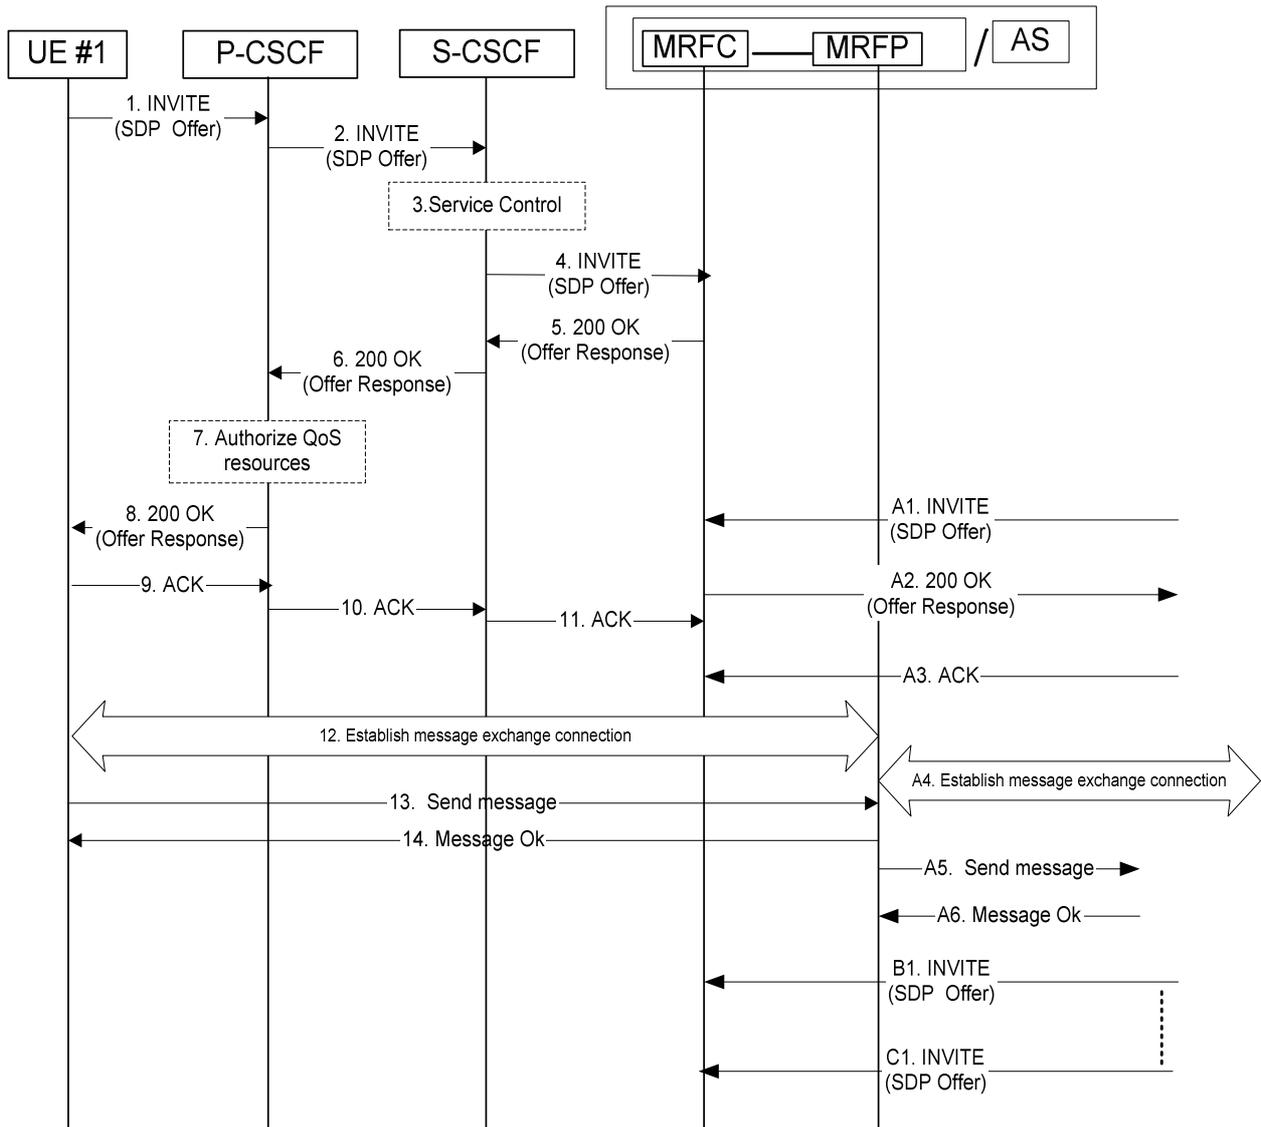 UE #1
P-CSCF
S-CSCF
MRFC
MRFP
/
AS
1. INVITE
(SDP Offer)
2. INVITE
(SDP Offer)
3.Service Control
4. INVITE
(SDP Offer)
5. 200 OK
(Offer Response)
6. 200 OK
(Offer Response)
7. Authorize QoS
resources
8. 200 OK
(Offer Response)
A1. INVITE
(SDP Offer)
9. ACK
A2. 200 OK
(Offer Response)
10. ACK
11. ACK
A3. ACK
12. Establish message exchange connection
A4. Establish message exchange connection
13. Send message
14. Message Ok
A5. Send message
A6. Message Ok
B1. INVITE
(SDP Offer)
C1. INVITE
(SDP Offer)